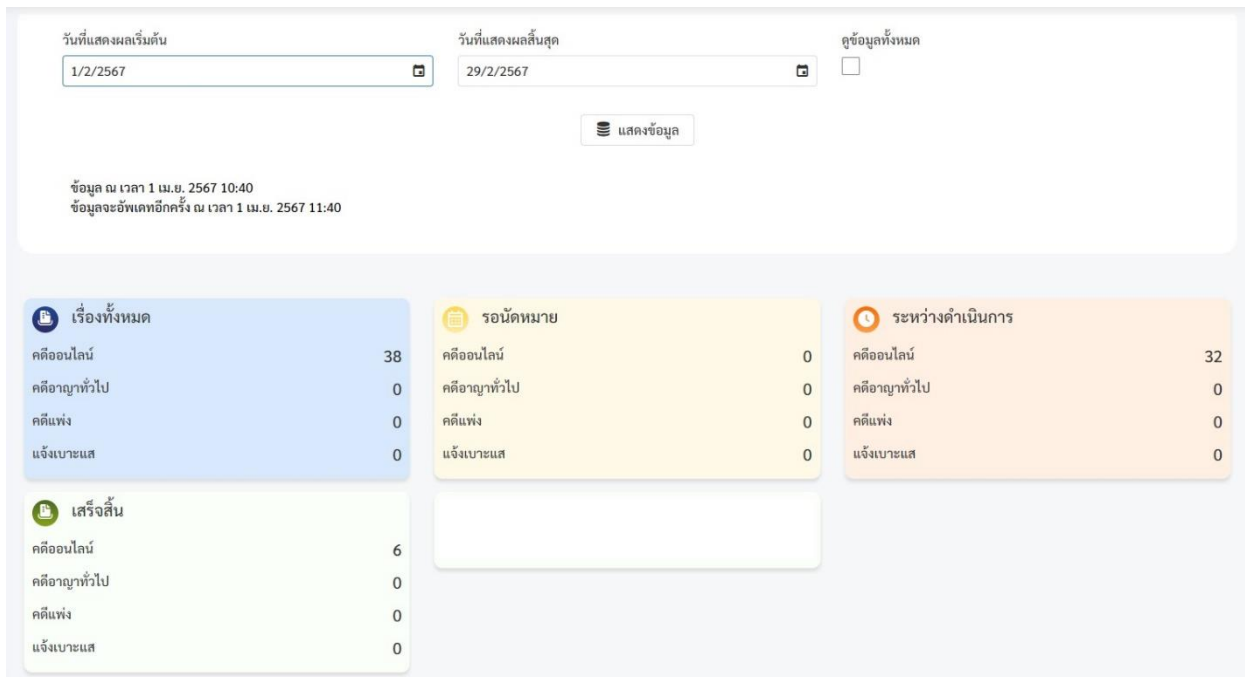 วันที่แสดงผลเริ่มต้น วันที่แสดงผลสิ้นสุด ดูข้อมูลทั้งหมด
1/2/2567 29/2/2567
แสดงข้อมูล
ข้อมูล ณ เวลา 1 เม.ย. 2567 10:40
ข้อมูลจะอัพเดทอีกครั้ง ณ เวลา 1 เม.ย. 2567 11:40
เรื่องทั้งหมด
คดีออนไลน์ 38
คดีอาญาทั่วไป 0
คดีแพ่ง 0
แจ้งเบาะแส 0
รอนัดหมาย
คดีออนไลน์ 0
คดีอาญาทั่วไป 0
คดีแพ่ง 0
แจ้งเบาะแส 0
ระหว่างดำเนินการ
คดีออนไลน์ 32
คดีอาญาทั่วไป 0
คดีแพ่ง 0
แจ้งเบาะแส 0
เสร็จสิ้น
คดีออนไลน์ 6
คดีอาญาทั่วไป 0
คดีแพ่ง 0
แจ้งเบาะแส 0